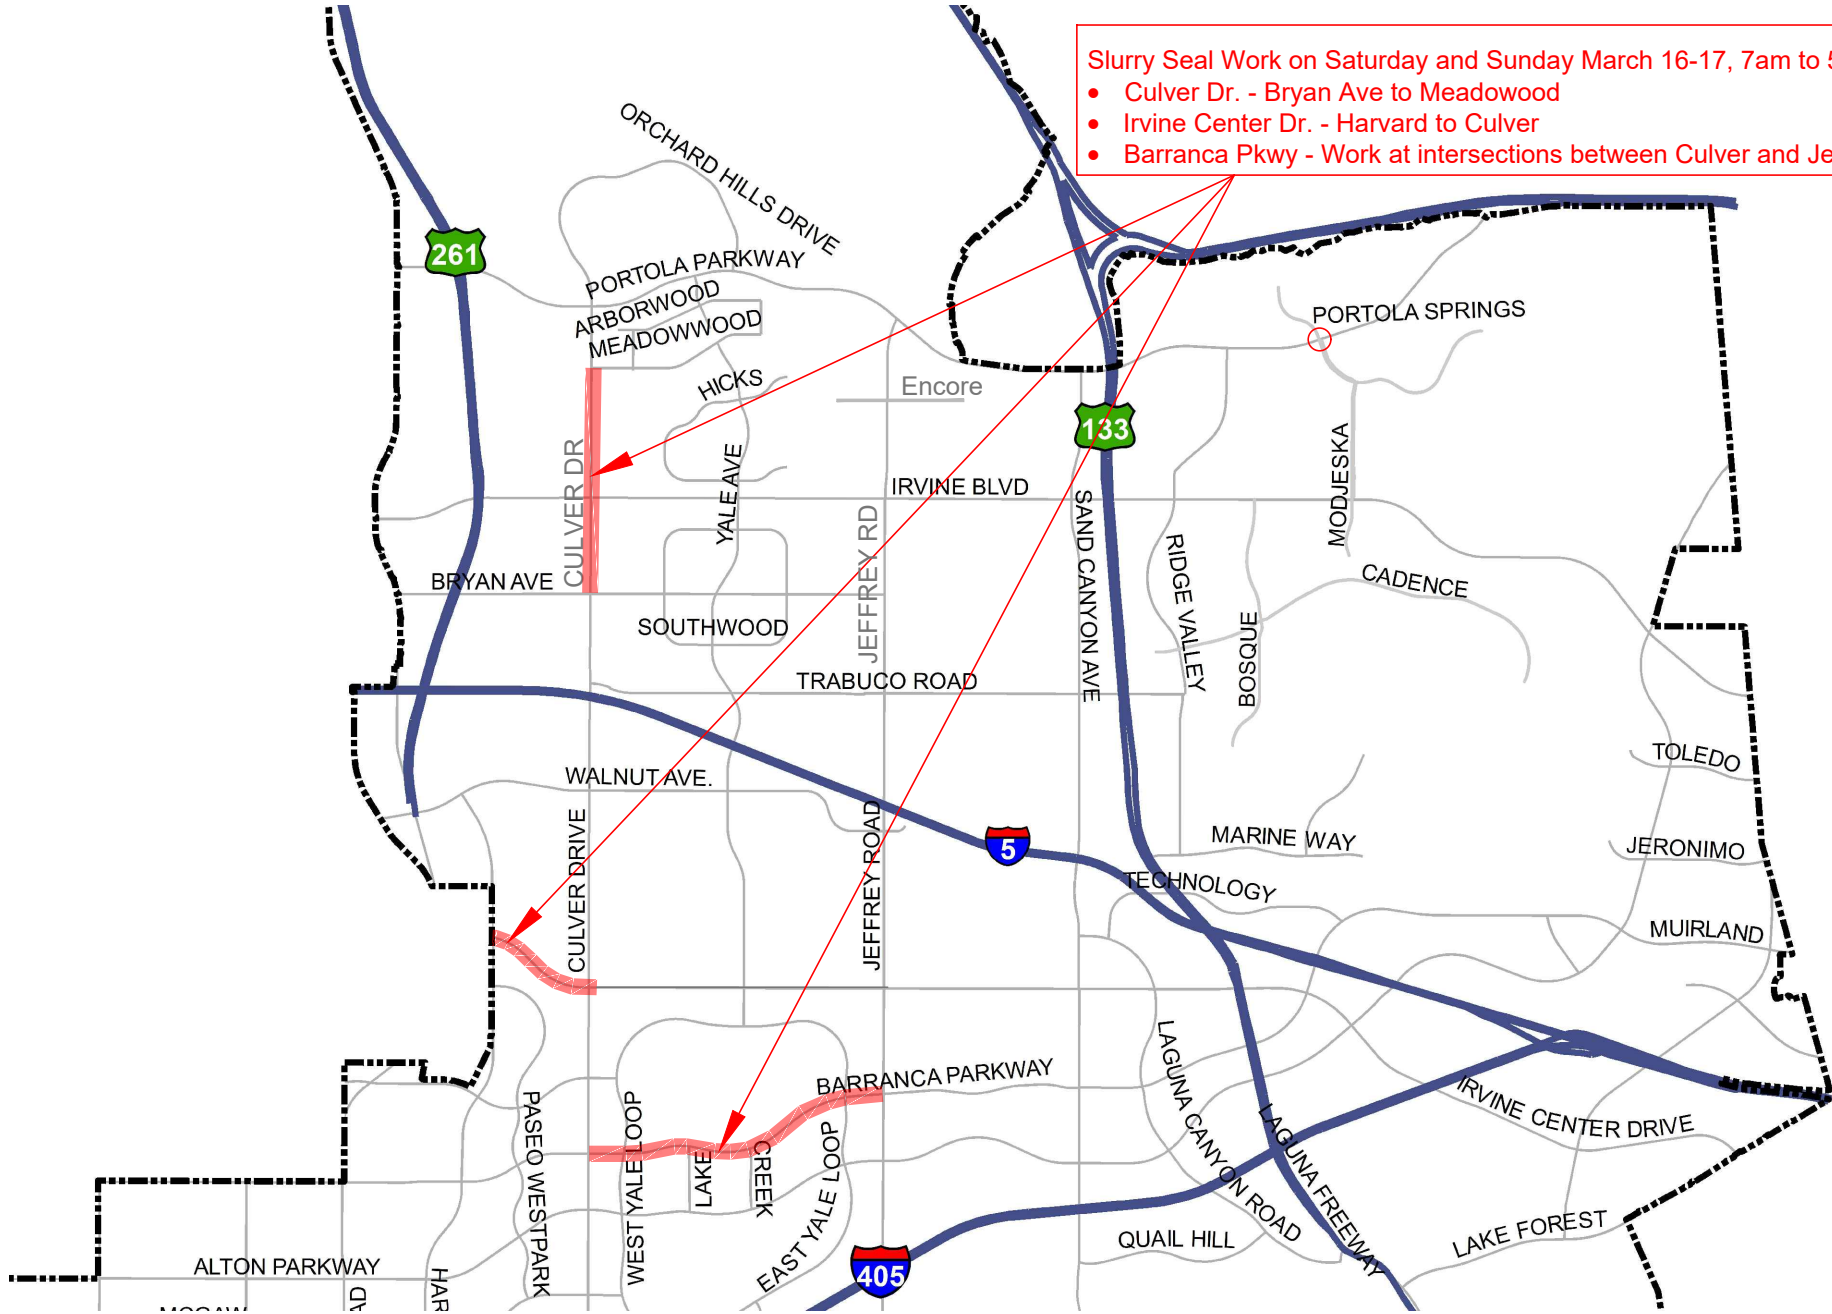 Slurry Seal Work on Saturday and Sunday March 16-17, 7am to 5
• Culver Dr. - Bryan Ave to Meadowood
• Irvine Center Dr. - Harvard to Culver
• Barranca Pkwy - Work at intersections between Culver and Je
ORCHARD HILLS DRIVE
261
PORTOLA PARKWAY
ARBORWOOD
MEADOWWOOD
PORTOLA SPRINGS
HICKS
Encore
133
CULVER DR
YALE AVE
IRVINE BLVD
JEFFREY RD
SAND CANYON AVE
MODJESKA
RIDGE VALLEY
CADENCE
BRYAN AVE
SOUTHWOOD
BOSQUE
TRABUCO ROAD
TOLEDO
WALNUT AVE.
CULVER DRIVE
JEFFREY ROAD
5
MARINE WAY
JERONIMO
TECHNOLOGY
MUIRLAND
BARRANCA PARKWAY
LAGUNA CANYON ROAD
IRVINE CENTER DRIVE
PASEO WESTPARK
WEST YALE LOOP
LAKE
CREEK
EAST YALE LOOP
LAGUNA FREEWAY
QUAIL HILL
LAKE FOREST
ALTON PARKWAY
405
HAR
AD
MCGAW